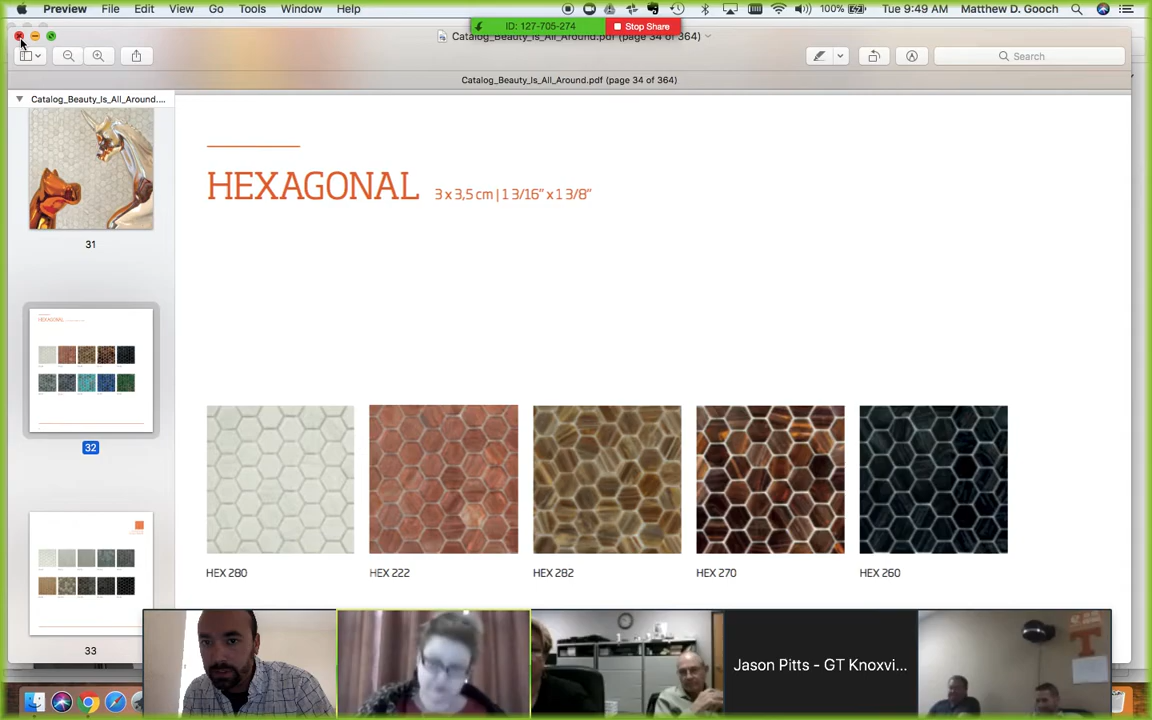 Preview File Edit View Go Tools Window Help 100% Tue 9:49 AM Matthew D. Gooch
ID: 127-705-274 Stop Share
Catalog_Beauty_Is_All_Around.pdf (page 34 of 364)
Search
Catalog_Beauty_Is_All_Around.pdf (page 34 of 364)
Catalog_Beauty_Is_All_Around....
31
32
33
HEXAGONAL 3 x 3,5 cm | 1 3/16" x 1 3/8"
HEX 280 HEX 222 HEX 282 HEX 270 HEX 260
Jason Pitts - GT Knoxvi...
T